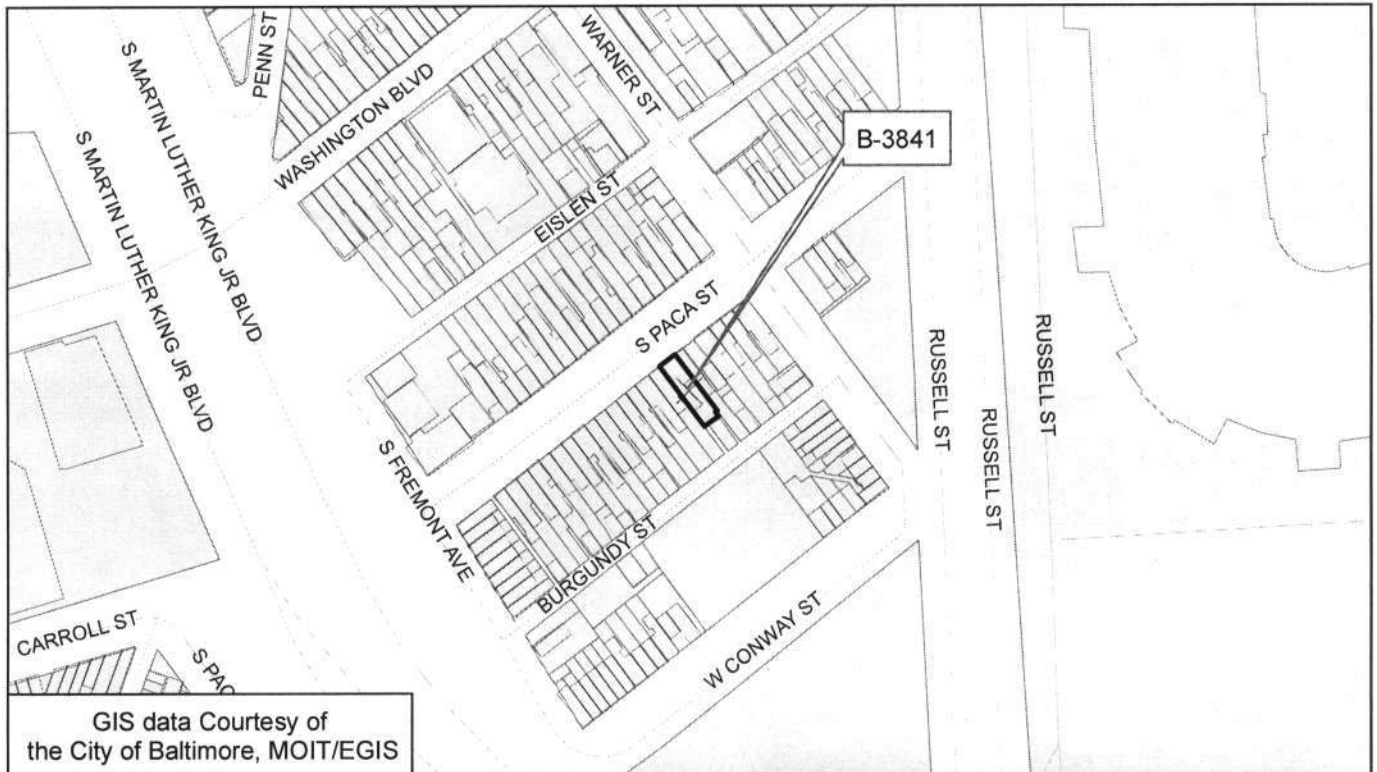 PENN ST
S MARTIN LUTHER KING JR BLVD
S MARTIN LUTHER KING JR BLVD
WASHINGTON BLVD
WARNER ST
B-3841
EISLEN ST
S PACA ST
RUSSELL ST
RUSSELL ST
RUSSELL ST
S FREMONT AVE
BURGUNDY ST
W CONWAY ST
CARROLL ST
S PAC
GIS data Courtesy of
the City of Baltimore, MOIT/EGIS